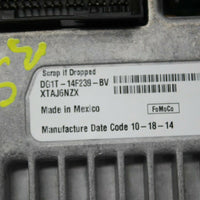 Scrap if Dropped
DG1T-14F239-BV
XTAJ6NZX
Made in Mexico
FoMoCo
Manufacture Date Code 10-18-14